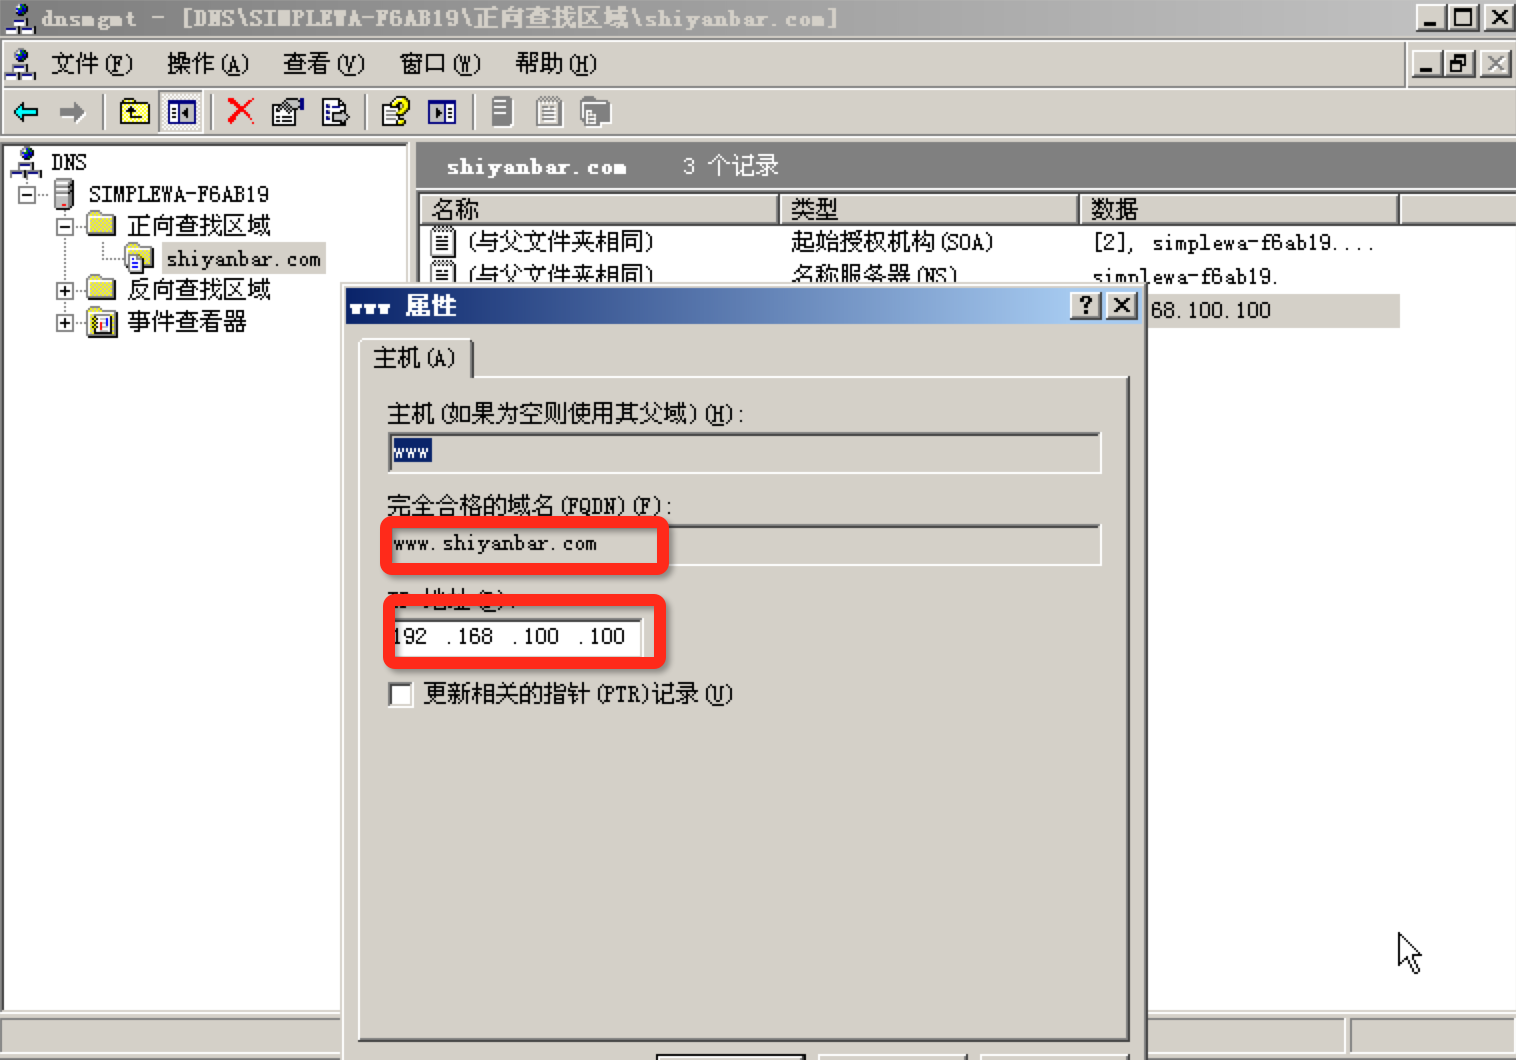 dnsmgmt - [DNS\SIMPLEWA-F6AB19\正向查找区域\shiyanbar.com]
文件(F) 操作(A) 查看(V) 窗口(W) 帮助(H)
DNS
SIMPLEWA-F6AB19
正向查找区域
shiyanbar.com
反向查找区域
事件查看器
shiyanbar.com 3 个记录
名称 类型 数据
(与父文件夹相同) 起始授权机构(SOA) [2], simplewa-f6ab19....
(与父文件夹相同) 名称服务器(NS) simplewa-f6ab19.
68.100.100
www 属性
主机(A)
主机(如果为空则使用其父域)(H):
www
完全合格的域名(FQDN)(F):
www.shiyanbar.com
地址
192 .168 .100 .100
更新相关的指针(PTR)记录(U)